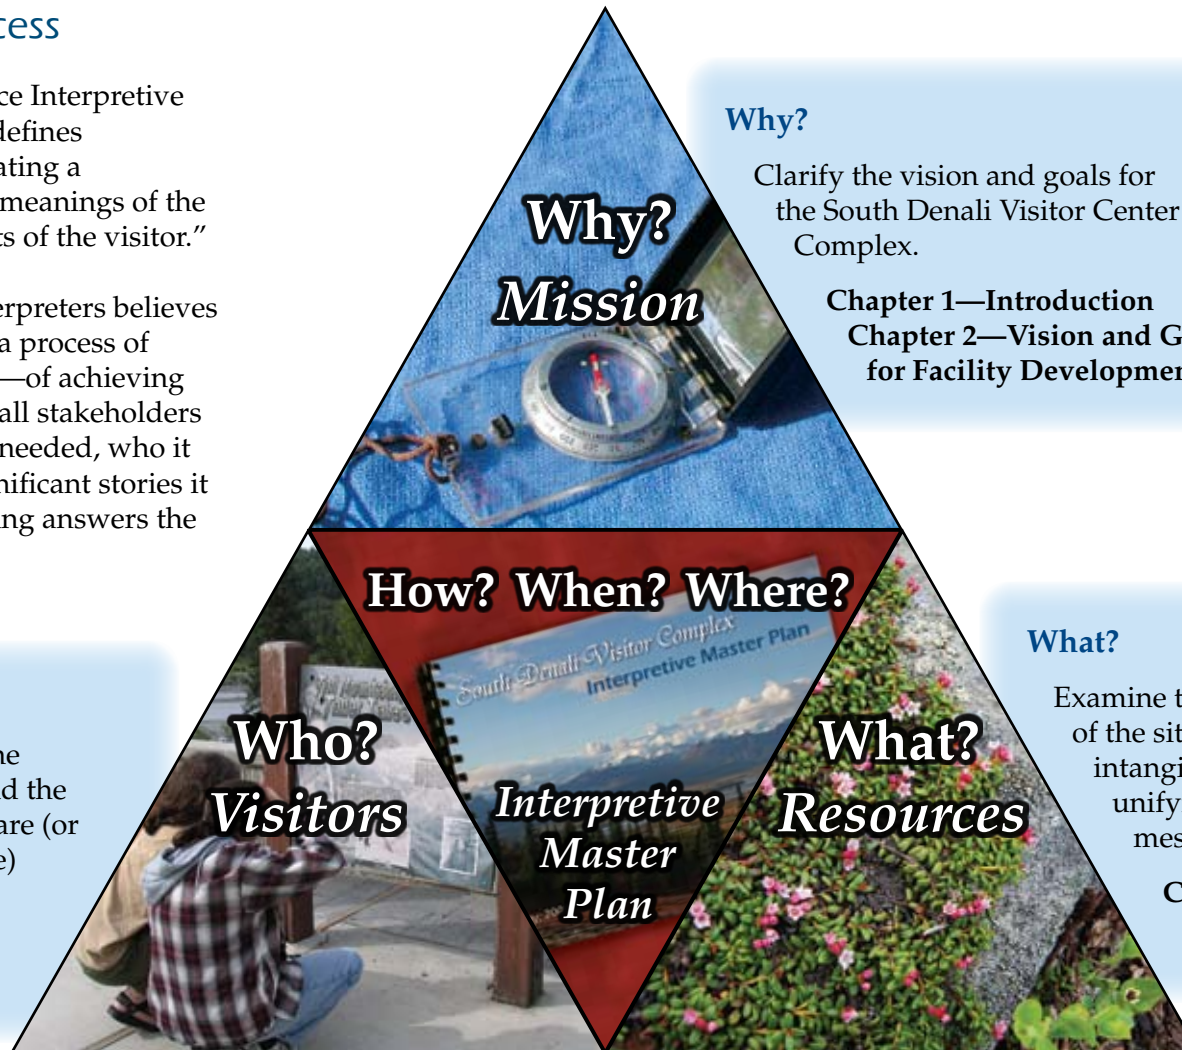 cess
ce Interpretive
defines
ating a
meanings of the
ts of the visitor.”
erpreters believes
a process of
—of achieving
all stakeholders
needed, who it
nificant stories it
ng answers the
Why?
Mission
Why?
Clarify the vision and goals for
the South Denali Visitor Center
Complex.
Chapter 1—Introduction
Chapter 2—Vision and G
for Facility Developmen
How? When? Where?
South Denali Visitor Complex
Interpretive Master Plan
Interpretive
Master
Plan
Who?
Visitors
ne
d the
are (or
e)
What?
Resources
What?
Examine t
of the sit
intangi
unify
mes
C